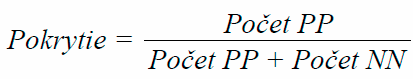 Pokrytie = Počet PP / Počet PP + Počet NN